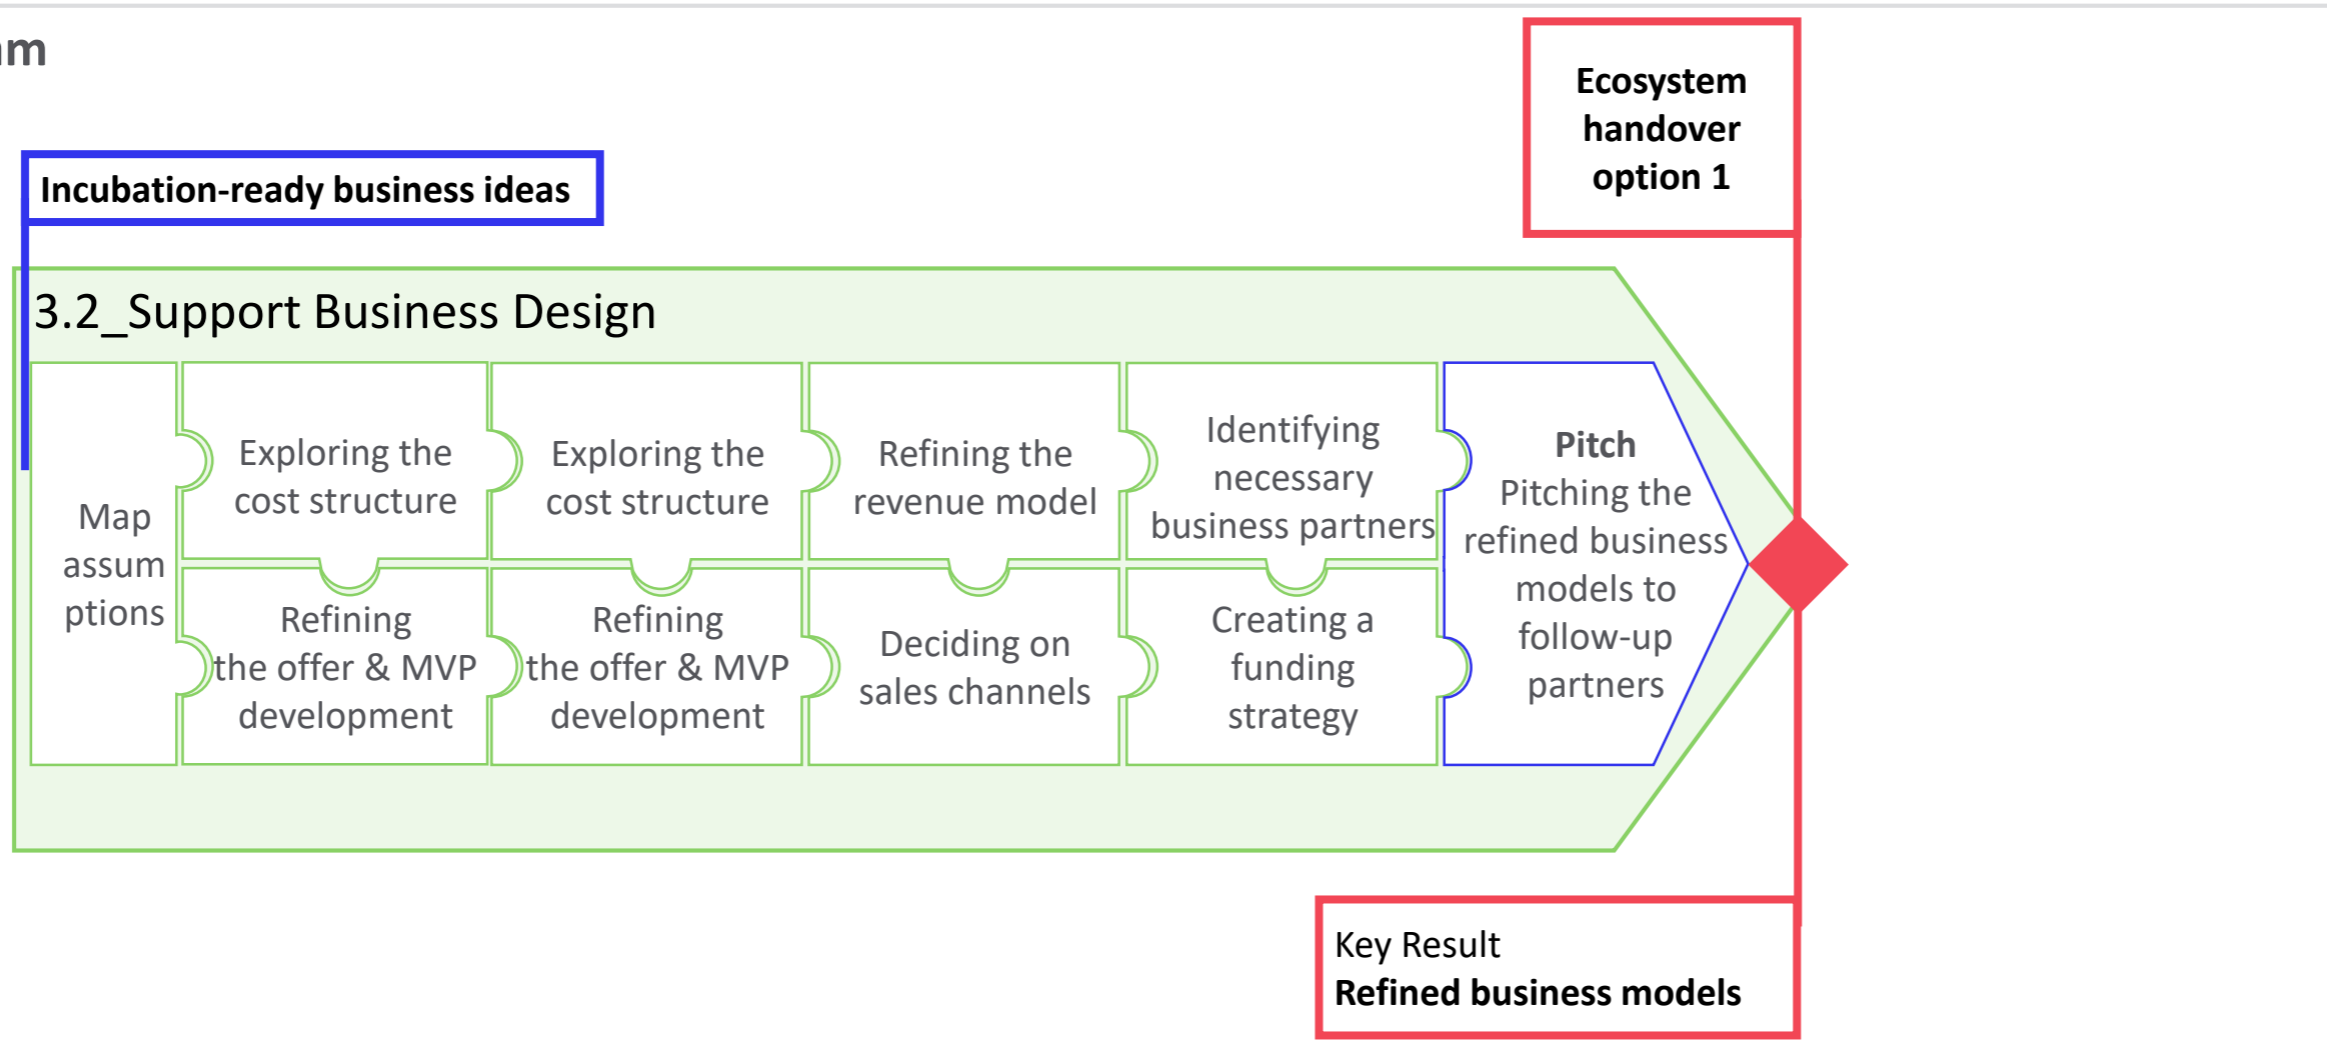 am
Ecosystem
handover
option 1
Incubation-ready business ideas
3.2_Support Business Design
Map
assum
ptions
Exploring the
cost structure
Exploring the
cost structure
Refining the
revenue model
Identifying
necessary
business partners
Refining
the offer & MVP
development
Refining
the offer & MVP
development
Deciding on
sales channels
Creating a
funding
strategy
Pitch
Pitching the
refined business
models to
follow-up
partners
Key Result
Refined business models